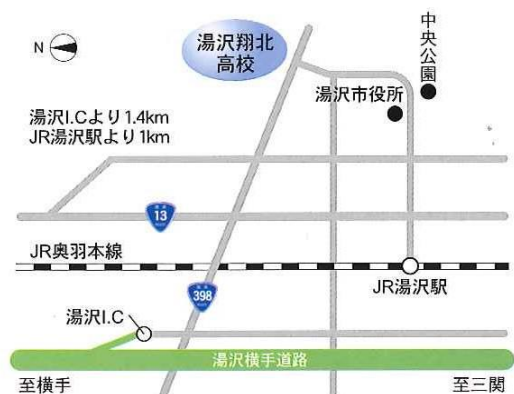 N
湯沢翔北
高校
中央公園
湯沢市役所
湯沢I.Cより1.4km
JR湯沢駅より1km
13
JR奥羽本線
398
JR湯沢駅
湯沢I.C
湯沢横手道路
至横手
至三関